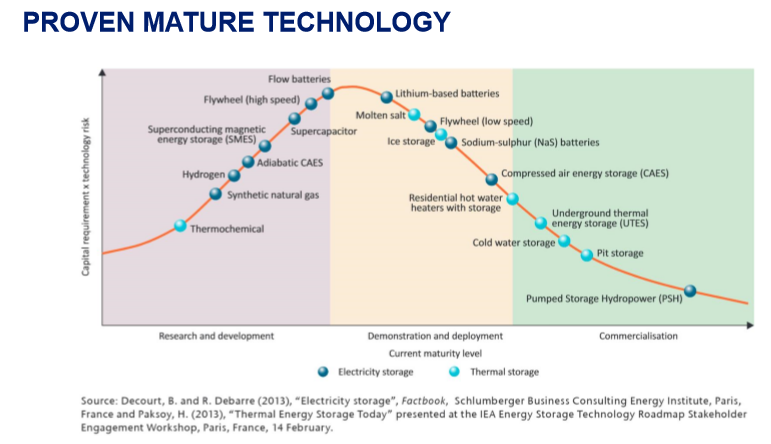 PROVEN MATURE TECHNOLOGY
Capital requirement x technology risk
Flow batteries
Flywheel (high speed)
Supercapacitor
Superconducting magnetic
energy storage (SMES)
Adiabatic CAES
Hydrogen
Synthetic natural gas
Thermochemical
Lithium-based batteries
Molten salt
Flywheel (low speed)
Ice storage
Sodium-sulphur (NaS) batteries
Compressed air energy storage (CAES)
Residential hot water
heaters with storage
Underground thermal
energy storage (UTES)
Cold water storage
Pit storage
Pumped Storage Hydropower (PSH)
Research and development
Demonstration and deployment
Commercialisation
Current maturity level
Electricity storage
Thermal storage
Source: Decourt, B. and R. Debarre (2013), “Electricity storage”, Factbook, Schlumberger Business Consulting Energy Institute, Paris,
France and Paksoy, H. (2013), “Thermal Energy Storage Today” presented at the IEA Energy Storage Technology Roadmap Stakeholder
Engagement Workshop, Paris, France, 14 February.